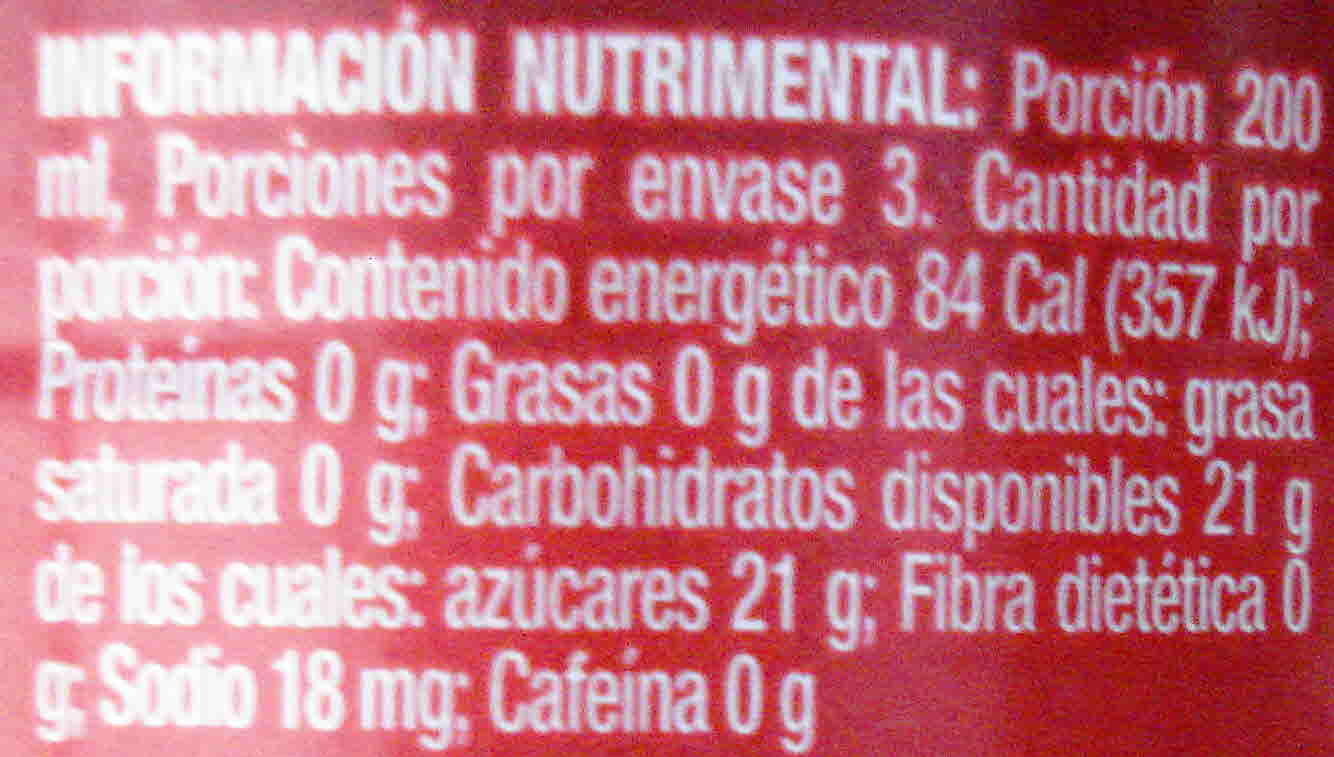 INFORMACIÓN NUTRIMENTAL: Porción 200
ml, Porciones por envase 3. Cantidad por
porción: Contenido energético 84 Cal (357 kJ);
Proteínas 0 g; Grasas 0 g de las cuales: grasa
saturada 0 g; Carbohidratos disponibles 21 g
de los cuales: azúcares 21 g; Fibra dietética 0
g; Sodio 18 mg; Cafeína 0 g